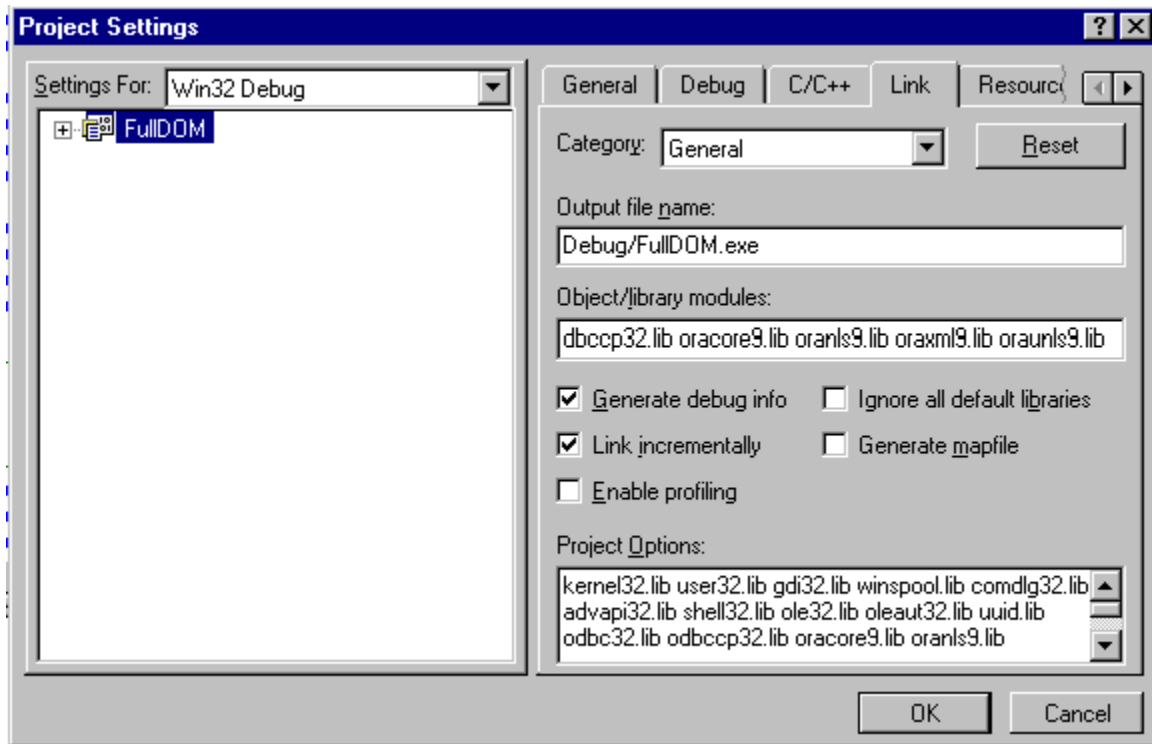 Project Settings
Settings For: Win32 Debug
FullDOM
General Debug C/C++ Link
Category: General Reset
Output file name:
Debug/FullDOM.exe
Object/library modules:
dbccp32.lib oracore9.lib oranls9.lib oraxml9.lib oraunls9.lib
Generate debug info Ignore all default libraries
Link incrementally Generate mapfile
Enable profiling
Project Options:
kernel32.lib user32.lib gdi32.lib winspool.lib comdlg32.lib
advapi32.lib shell32.lib ole32.lib oleaut32.lib uuid.lib
odbc32.lib odbccp32.lib oracore9.lib oranls9.lib
OK Cancel